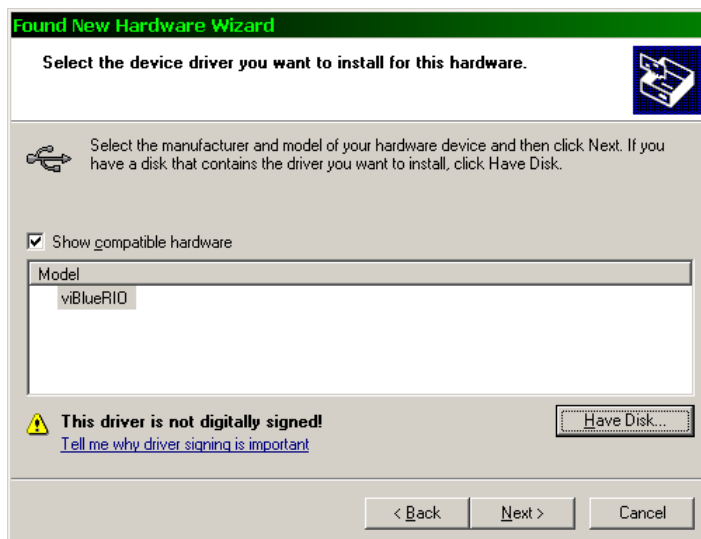 Found New Hardware Wizard
Select the device driver you want to install for this hardware.
Select the manufacturer and model of your hardware device and then click Next. If you
have a disk that contains the driver you want to install, click Have Disk.
Show compatible hardware
Model
viBlueRIO
This driver is not digitally signed!
Tell me why driver signing is important
Have Disk...
< Back
Next >
Cancel